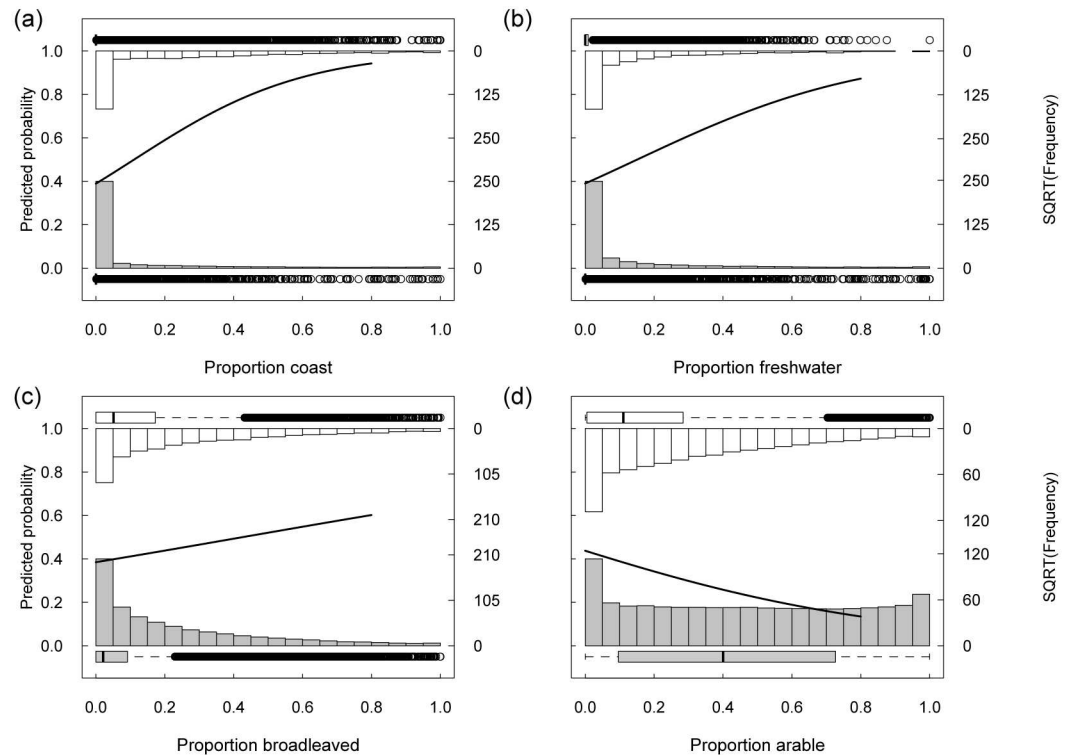 (a)
1.0
0.8
0.6
0.4
0.2
0.0
Predicted probability
0
125
250
250
125
0
0.0 0.2 0.4 0.6 0.8 1.0
Proportion coast
(b)
0
125
250
250
125
0
SQRT(Frequency)
0.0 0.2 0.4 0.6 0.8 1.0
Proportion freshwater
(c)
1.0
0.8
0.6
0.4
0.2
0.0
Predicted probability
0
105
210
210
105
0
0.0 0.2 0.4 0.6 0.8 1.0
Proportion broadleaved
(d)
0
60
120
120
60
0
SQRT(Frequency)
0.0 0.2 0.4 0.6 0.8 1.0
Proportion arable